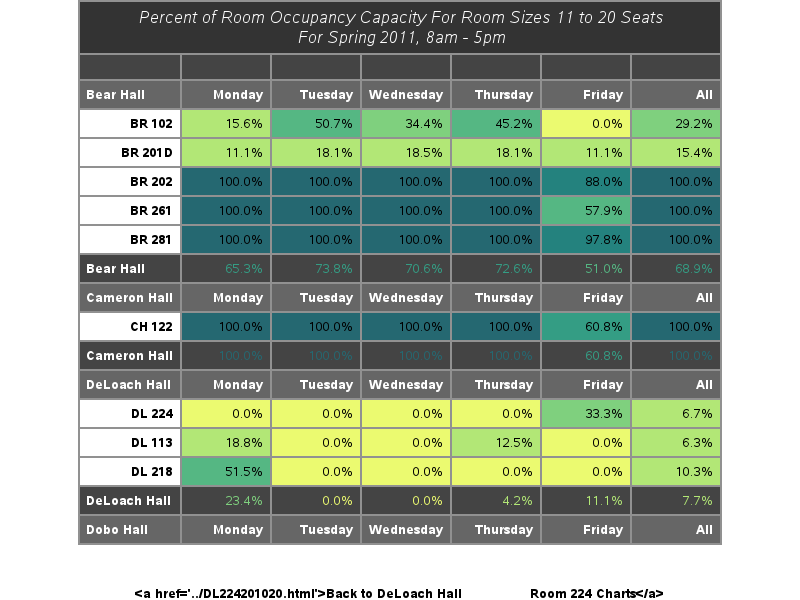 Percent of Room Occupancy Capacity For Room Sizes 11 to 20 Seats
For Spring 2011, 8am - 5pm
Bear Hall Monday Tuesday Wednesday Thursday Friday All
BR 102 15.6% 50.7% 34.4% 45.2% 0.0% 29.2%
BR 201D 11.1% 18.1% 18.5% 18.1% 11.1% 15.4%
BR 202 100.0% 100.0% 100.0% 100.0% 88.0% 100.0%
BR 261 100.0% 100.0% 100.0% 100.0% 57.9% 100.0%
BR 281 100.0% 100.0% 100.0% 100.0% 97.8% 100.0%
Bear Hall 65.3% 73.8% 70.6% 72.6% 51.0% 68.9%
Cameron Hall Monday Tuesday Wednesday Thursday Friday All
CH 122 100.0% 100.0% 100.0% 100.0% 60.8% 100.0%
Cameron Hall 100.0% 100.0% 100.0% 100.0% 60.8% 100.0%
DeLoach Hall Monday Tuesday Wednesday Thursday Friday All
DL 224 0.0% 0.0% 0.0% 0.0% 33.3% 6.7%
DL 113 18.8% 0.0% 0.0% 12.5% 0.0% 6.3%
DL 218 51.5% 0.0% 0.0% 0.0% 0.0% 10.3%
DeLoach Hall 23.4% 0.0% 0.0% 4.2% 11.1% 7.7%
Dobo Hall Monday Tuesday Wednesday Thursday Friday All
<a href='../DL224201020.html'>Back to DeLoach Hall Room 224 Charts</a>